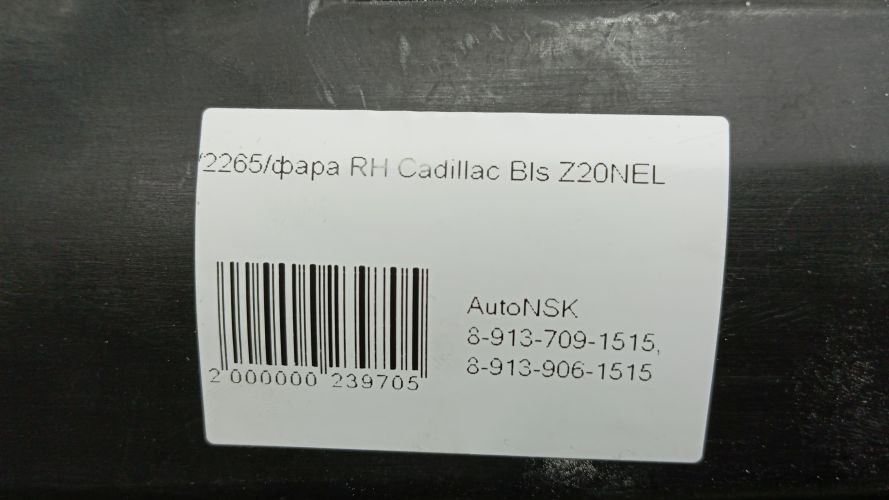 /2265/фара RH Cadillac Bls Z20NEL
AutoNSK
8-913-709-1515,
8-913-906-1515
2 000000 239705